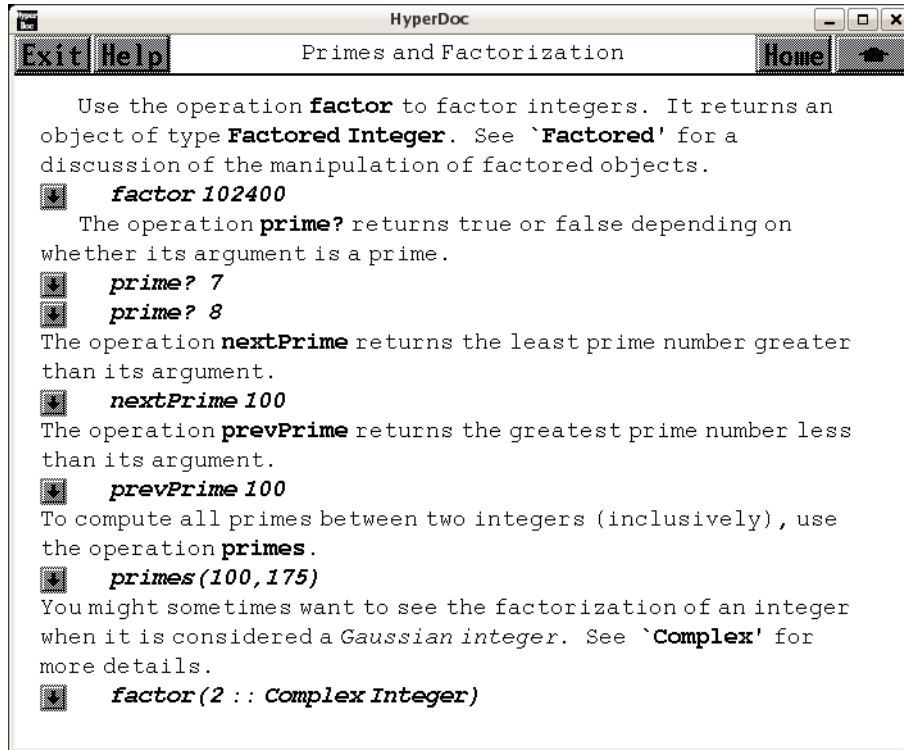 Hyper Doc
HyperDoc
Exit Help Primes and Factorization Home
Use the operation factor to factor integers. It returns an
object of type Factored Integer. See `Factored' for a
discussion of the manipulation of factored objects.
factor 102400
The operation prime? returns true or false depending on
whether its argument is a prime.
prime? 7
prime? 8
The operation nextPrime returns the least prime number greater
than its argument.
nextPrime 100
The operation prevPrime returns the greatest prime number less
than its argument.
prevPrime 100
To compute all primes between two integers (inclusively), use
the operation primes.
primes(100,175)
You might sometimes want to see the factorization of an integer
when it is considered a Gaussian integer. See `Complex' for
more details.
factor(2 :: Complex Integer)